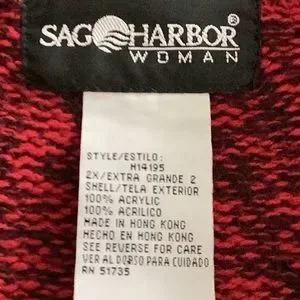 SAG HARBOR®
WOMAN
STYLE/ESTILO:
H14195
2X/EXTRA GRANDE 2
SHELL/TELA EXTERIOR
100% ACRYLIC
100% ACRILICO
MADE IN HONG KONG
HECHO EN HONG KONG
SEE REVERSE FOR CARE
VER AL DORSO PARA CUIDADO
RN 51735